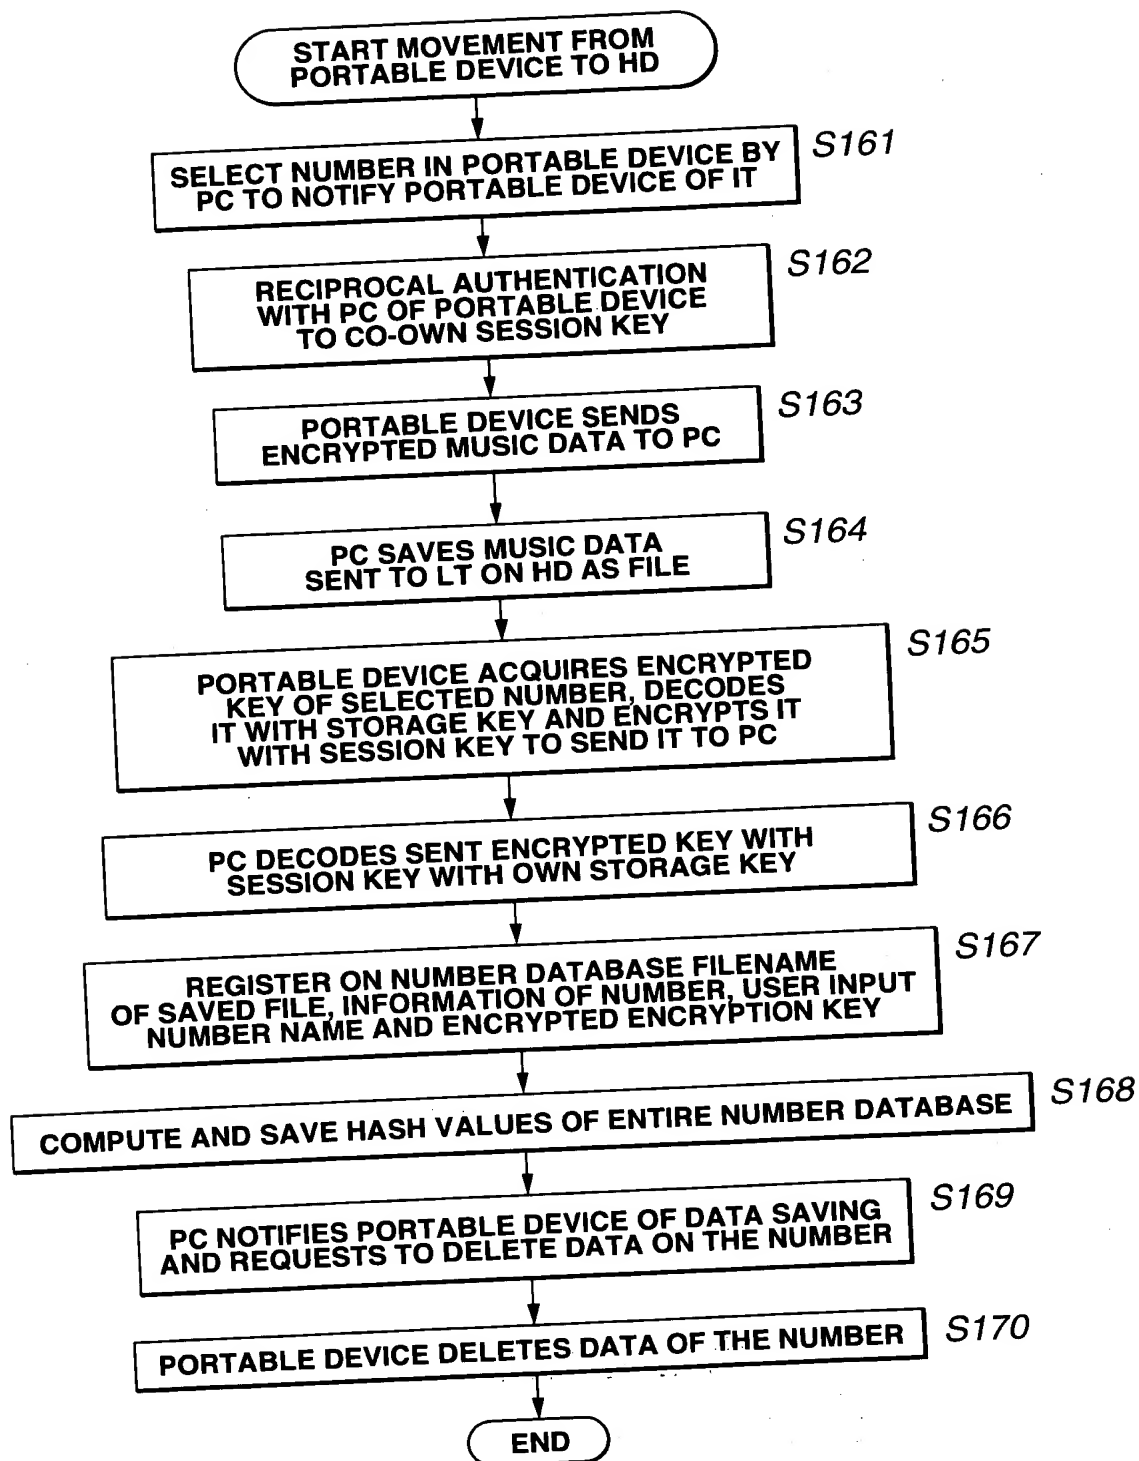 START MOVEMENT FROM
PORTABLE DEVICE TO HD
S161
SELECT NUMBER IN PORTABLE DEVICE BY
PC TO NOTIFY PORTABLE DEVICE OF IT
S162
RECIPROCAL AUTHENTICATION
WITH PC OF PORTABLE DEVICE
TO CO-OWN SESSION KEY
S163
PORTABLE DEVICE SENDS
ENCRYPTED MUSIC DATA TO PC
S164
PC SAVES MUSIC DATA
SENT TO LT ON HD AS FILE
S165
PORTABLE DEVICE ACQUIRES ENCRYPTED
KEY OF SELECTED NUMBER, DECODES
IT WITH STORAGE KEY AND ENCRYPTS IT
WITH SESSION KEY TO SEND IT TO PC
S166
PC DECODES SENT ENCRYPTED KEY WITH
SESSION KEY WITH OWN STORAGE KEY
S167
REGISTER ON NUMBER DATABASE FILENAME
OF SAVED FILE, INFORMATION OF NUMBER, USER INPUT
NUMBER NAME AND ENCRYPTED ENCRYPTION KEY
S168
COMPUTE AND SAVE HASH VALUES OF ENTIRE NUMBER DATABASE
S169
PC NOTIFIES PORTABLE DEVICE OF DATA SAVING
AND REQUESTS TO DELETE DATA ON THE NUMBER
S170
PORTABLE DEVICE DELETES DATA OF THE NUMBER
END